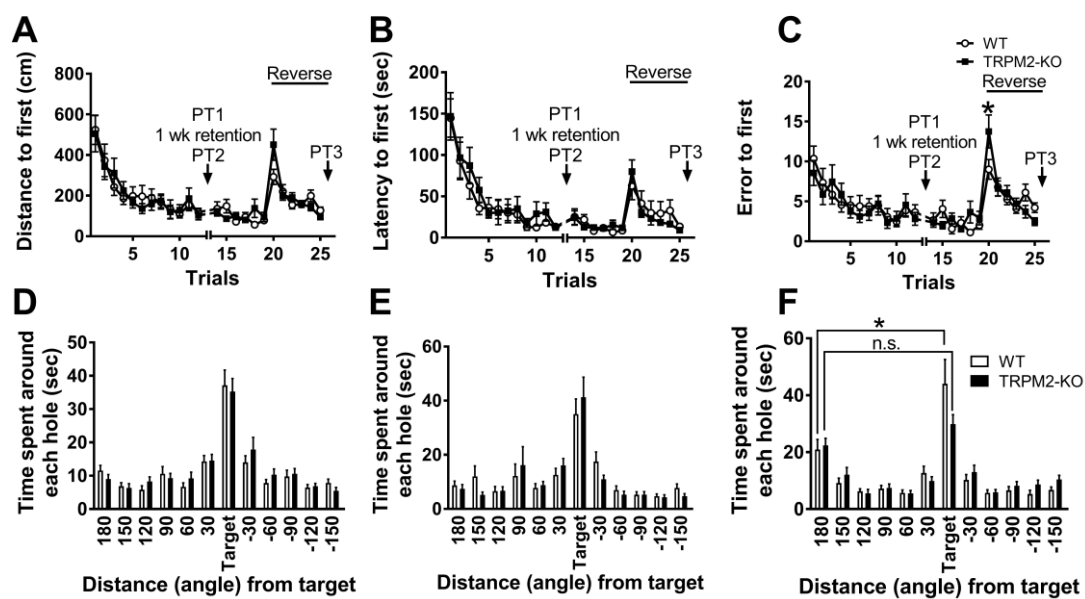 A
Distance to first (cm)
800
600
400
200
0
5
10
15
20
25
Trials
PT1
1 wk retention
PT2
Reverse
PT3
B
Latency to first (sec)
200
150
100
50
0
5
10
15
20
25
Trials
PT1
1 wk retention
PT2
Reverse
PT3
C
WT
TRPM2-KO
Error to first
20
15
10
5
0
5
10
15
20
25
Trials
PT1
1 wk retention
PT2
Reverse
*
PT3
D
Time spent around
each hole (sec)
50
40
30
20
10
0
180
150
120
90
60
30
Target
-30
-60
-90
-120
-150
Distance (angle) from target
E
Time spent around
each hole (sec)
60
40
20
0
180
150
120
90
60
30
Target
-30
-60
-90
-120
-150
Distance (angle) from target
F
Time spent around
each hole (sec)
60
40
20
0
*
n.s.
WT
TRPM2-KO
180
150
120
90
60
30
Target
-30
-60
-90
-120
-150
Distance (angle) from target